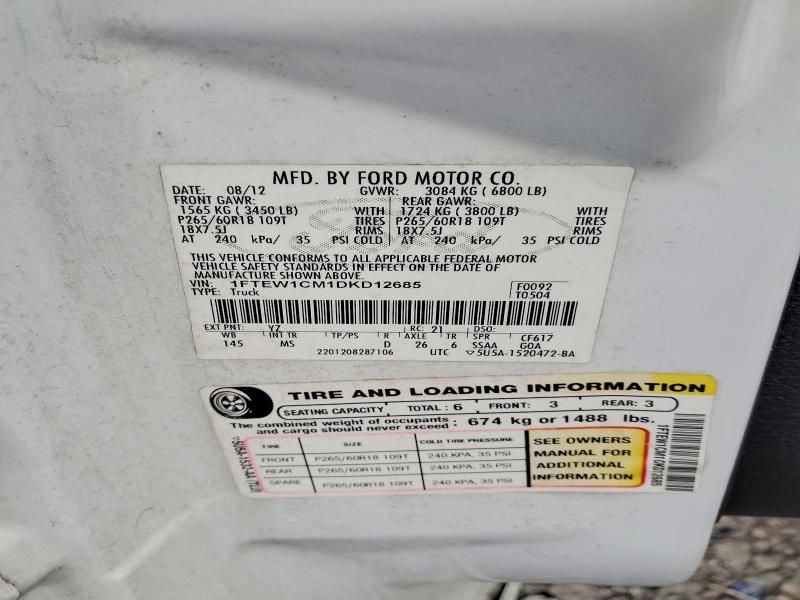 MFD. BY FORD MOTOR CO.
DATE: 08/12 GVWR: 3084 KG ( 6800 LB)
FRONT GAWR: REAR GAWR:
1565 KG ( 3450 LB) WITH 1724 KG ( 3800 LB) WITH
P265/60R18 109T TIRES P265/60R18 109T TIRES
18X7.5J RIMS 18X7.5J RIMS
AT 240 kPa/ 35 PSI COLD AT 240 kPa/ 35 PSI COLD
THIS VEHICLE CONFORMS TO ALL APPLICABLE FEDERAL MOTOR
VEHICLE SAFETY STANDARDS IN EFFECT ON THE DATE OF
MANUFACTURE SHOWN ABOVE.
VIN: 1FTEW1CM1DKD12685 F0092
TYPE: Truck T0504
EXT PNT: YZ RC: 21 DSO:
WB INT TR TP/PS R AXLE TR SPR CF617
145 MS D 26 6 SSAA GOA
2201208287106 UTC ▽5U5A-1520472-BA
TIRE AND LOADING INFORMATION
SEATING CAPACITY TOTAL: 6 FRONT: 3 REAR: 3
The combined weight of occupants and cargo should never exceed: 674 kg or 1488 lbs.
TIRE SIZE COLD TIRE PRESSURE
FRONT P265/60R18 109T 240 KPA, 35 PSI
REAR P265/60R18 109T 240 KPA, 35 PSI
SPARE P265/60R18 109T 240 KPA, 35 PSI
SEE OWNERS
MANUAL FOR
ADDITIONAL
INFORMATION
1FTEW1CM1DKD12685